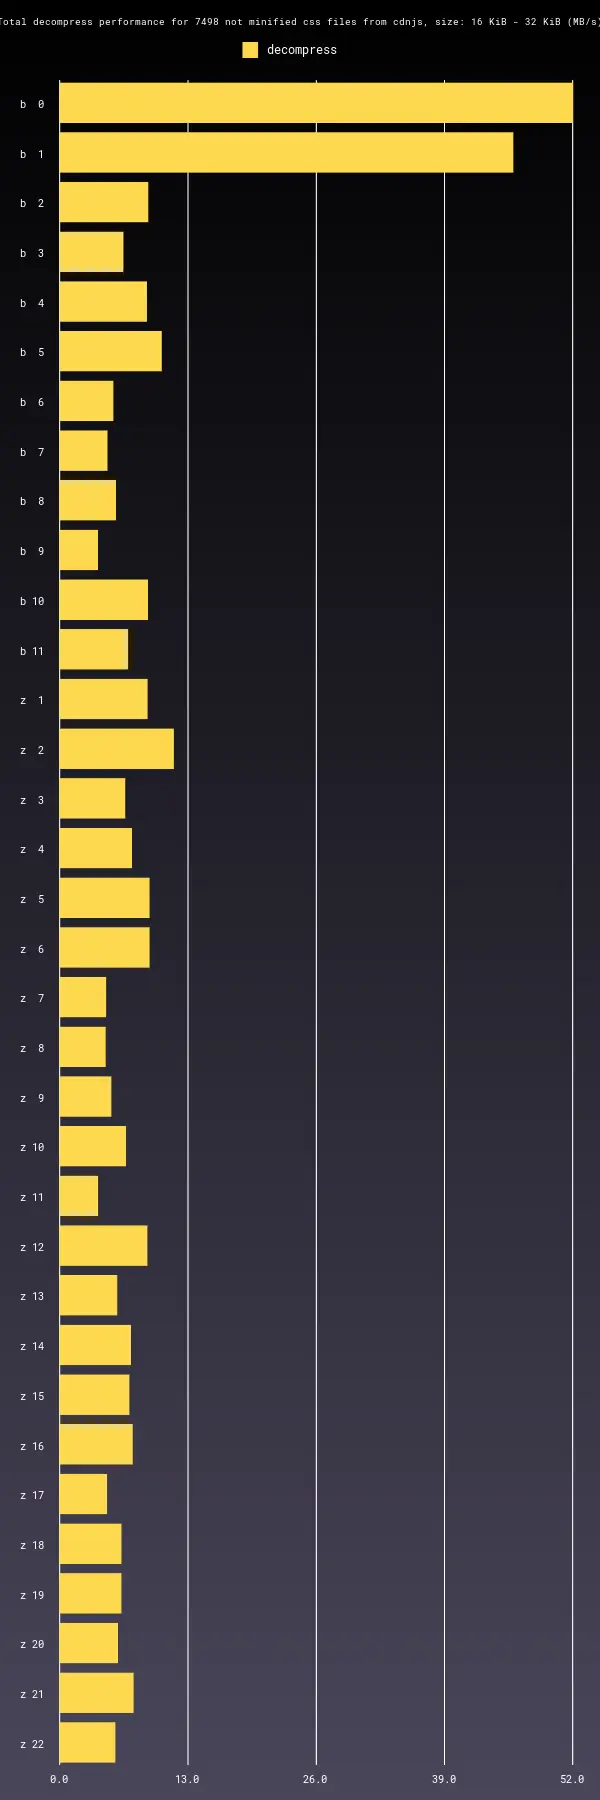 Total decompress performance for 7498 not minified css files from cdnjs, size: 16 KiB - 32 KiB (MB/s)
decompress
b 0
b 1
b 2
b 3
b 4
b 5
b 6
b 7
b 8
b 9
b 10
b 11
z 1
z 2
z 3
z 4
z 5
z 6
z 7
z 8
z 9
z 10
z 11
z 12
z 13
z 14
z 15
z 16
z 17
z 18
z 19
z 20
z 21
z 22
0.0 13.0 26.0 39.0 52.0